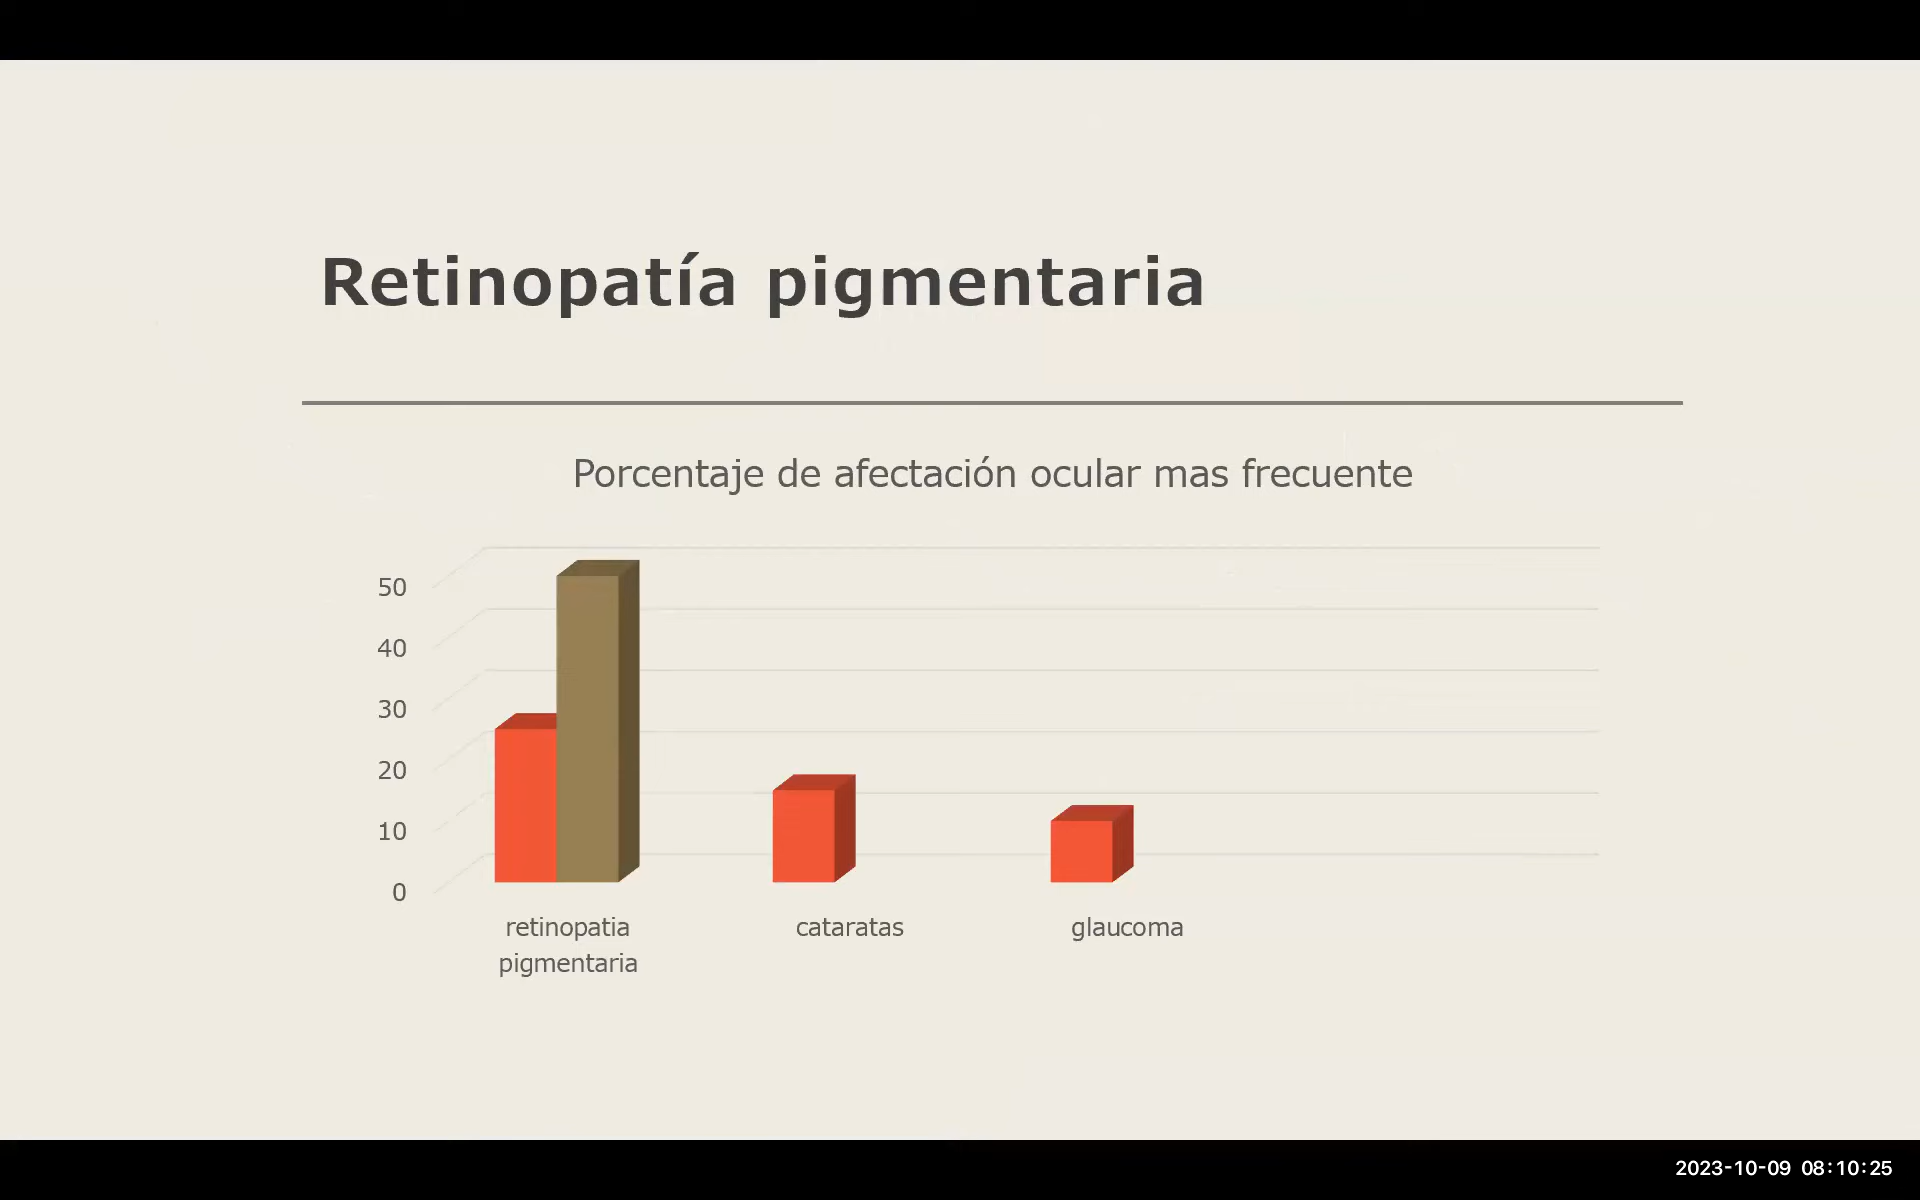 Retinopatía pigmentaria
Porcentaje de afectación ocular mas frecuente
50
40
30
20
10
0
retinopatia
pigmentaria
cataratas
glaucoma
2023-10-09 08:10:25